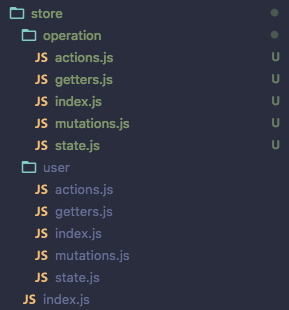 store
operation
JS actions.js U
JS getters.js U
JS index.js U
JS mutations.js U
JS state.js U
user
JS actions.js
JS getters.js
JS index.js
JS mutations.js
JS state.js
JS index.js